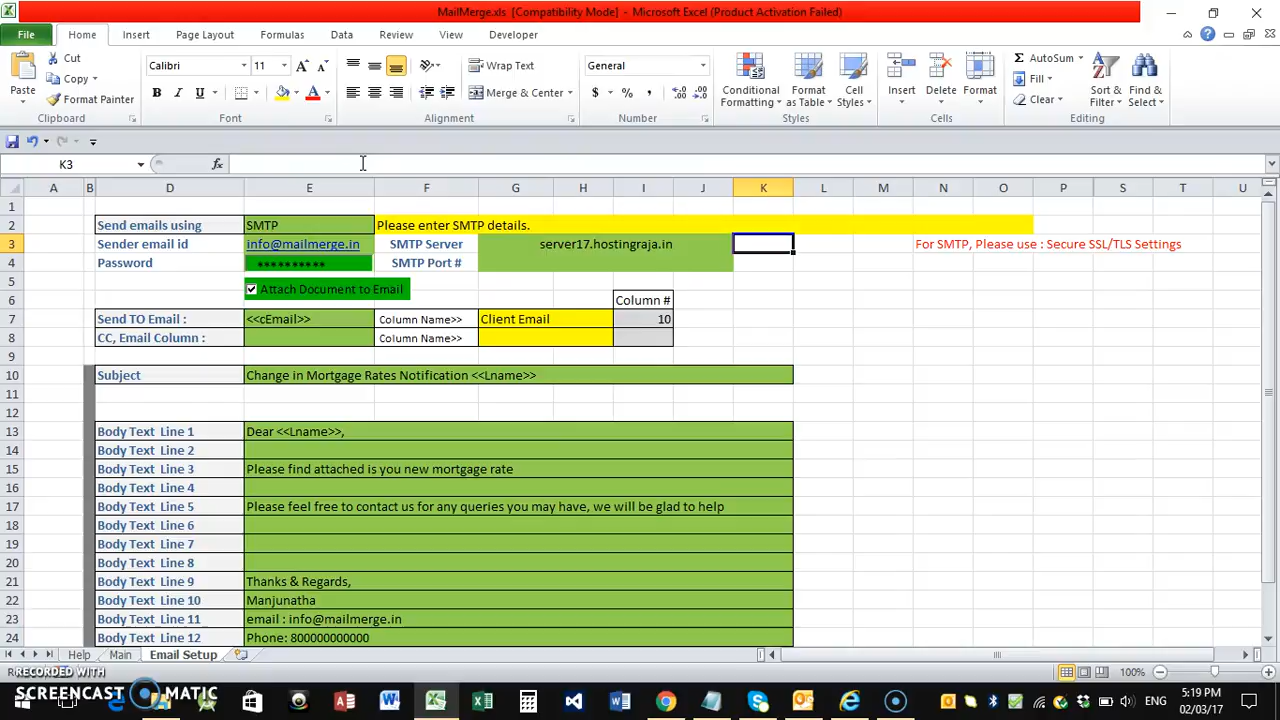 MailMerge.xls [Compatibility Mode] - Microsoft Excel (Product Activation Failed)
File Home Insert Page Layout Formulas Data Review View Developer
Paste Cut Copy Format Painter Clipboard
Calibri 11 B I U A Font
Wrap Text Merge & Center Alignment
General $ % , Number
Conditional Formatting Format as Table Cell Styles Styles
Insert Delete Format Cells
Σ AutoSum Fill Clear Sort & Filter Find & Select Editing
K3 fx
A B D E F G H I J K L M N O P Q R S T U
1
2 Send emails using SMTP Please enter SMTP details.
3 Sender email id info@mailmerge.in SMTP Server server17.hostingraja.in For SMTP, Please use : Secure SSL/TLS Settings
4 Password ********** SMTP Port #
5 Attach Document to Email
6 Column #
7 Send TO Email : <<cEmail>> Column Name>> Client Email 10
8 CC, Email Column : Column Name>>
9
10 Subject Change in Mortgage Rates Notification <<Lname>>
11
12
13 Body Text Line 1 Dear <<Lname>>,
14 Body Text Line 2
15 Body Text Line 3 Please find attached is you new mortgage rate
16 Body Text Line 4
17 Body Text Line 5 Please feel free to contact us for any queries you may have, we will be glad to help
18 Body Text Line 6
19 Body Text Line 7
20 Body Text Line 8
21 Body Text Line 9 Thanks & Regards,
22 Body Text Line 10 Manjunatha
23 Body Text Line 11 email : info@mailmerge.in
24 Body Text Line 12 Phone: 800000000000
Help Main Email Setup
100%
RECORDED WITH
SCREENCAST MATIC
ENG 5:19 PM
02/03/17